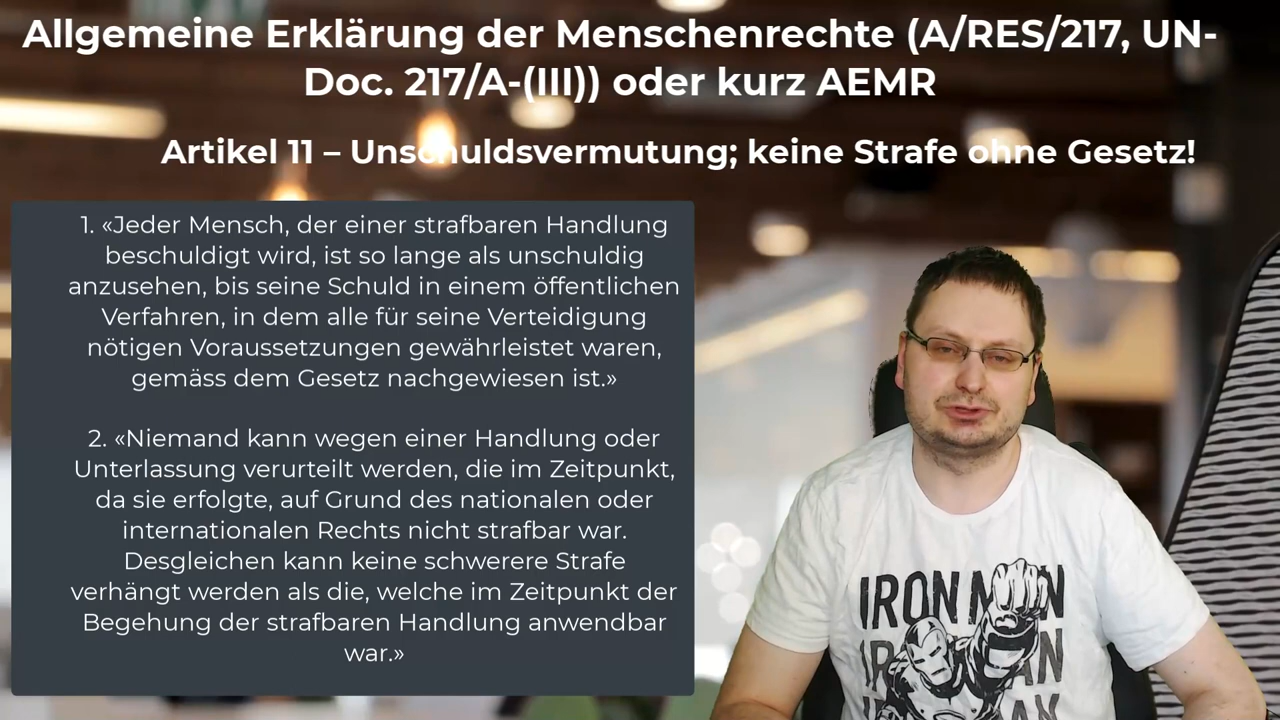 Allgemeine Erklärung der Menschenrechte (A/RES/217, UN-
Doc. 217/A-(III)) oder kurz AEMR
Artikel 11 – Unschuldsvermutung; keine Strafe ohne Gesetz!
1. «Jeder Mensch, der einer strafbaren Handlung
beschuldigt wird, ist so lange als unschuldig
anzusehen, bis seine Schuld in einem öffentlichen
Verfahren, in dem alle für seine Verteidigung
nötigen Voraussetzungen gewährleistet waren,
gemäss dem Gesetz nachgewiesen ist.»
2. «Niemand kann wegen einer Handlung oder
Unterlassung verurteilt werden, die im Zeitpunkt,
da sie erfolgte, auf Grund des nationalen oder
internationalen Rechts nicht strafbar war.
Desgleichen kann keine schwerere Strafe
verhängt werden als die, welche im Zeitpunkt der
Begehung der strafbaren Handlung anwendbar
war.»
IRON MAN